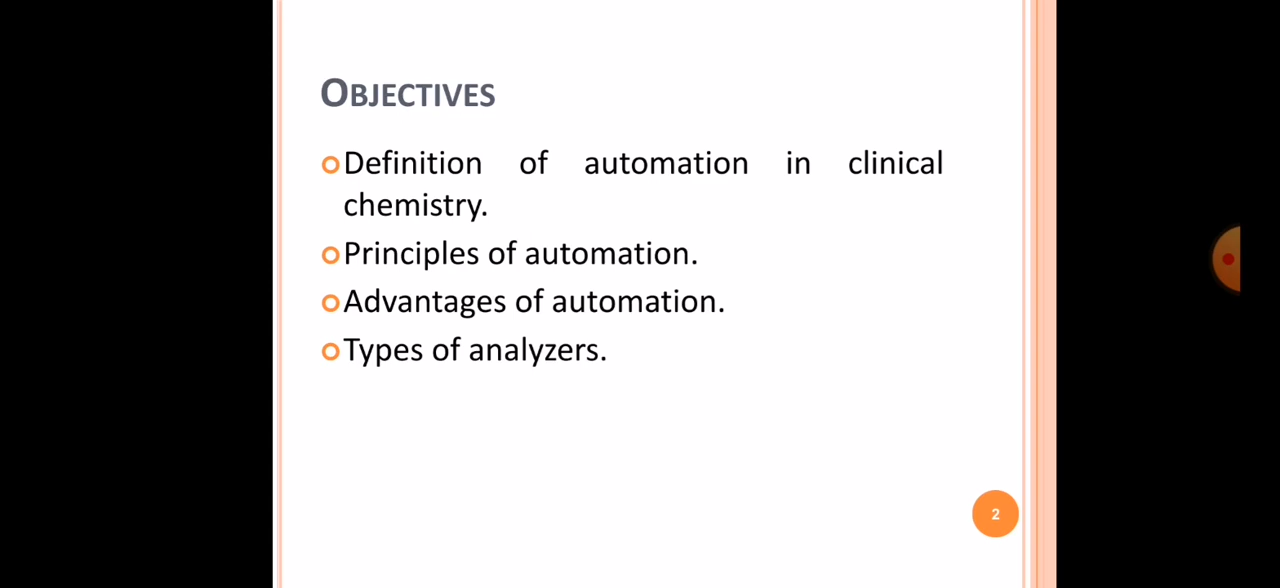 OBJECTIVES
Definition of automation in clinical
chemistry.
Principles of automation.
Advantages of automation.
Types of analyzers.
2